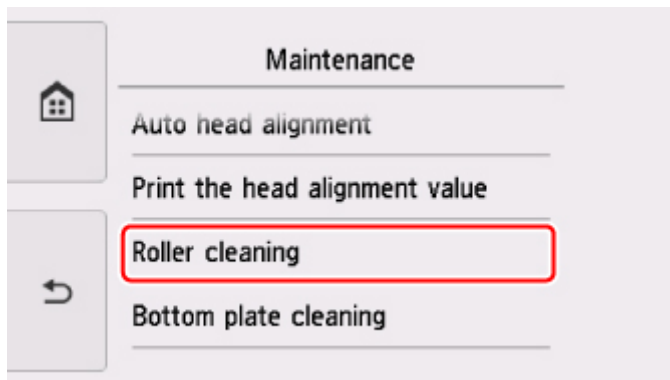 Maintenance
Auto head alignment
Print the head alignment value
Roller cleaning
Bottom plate cleaning